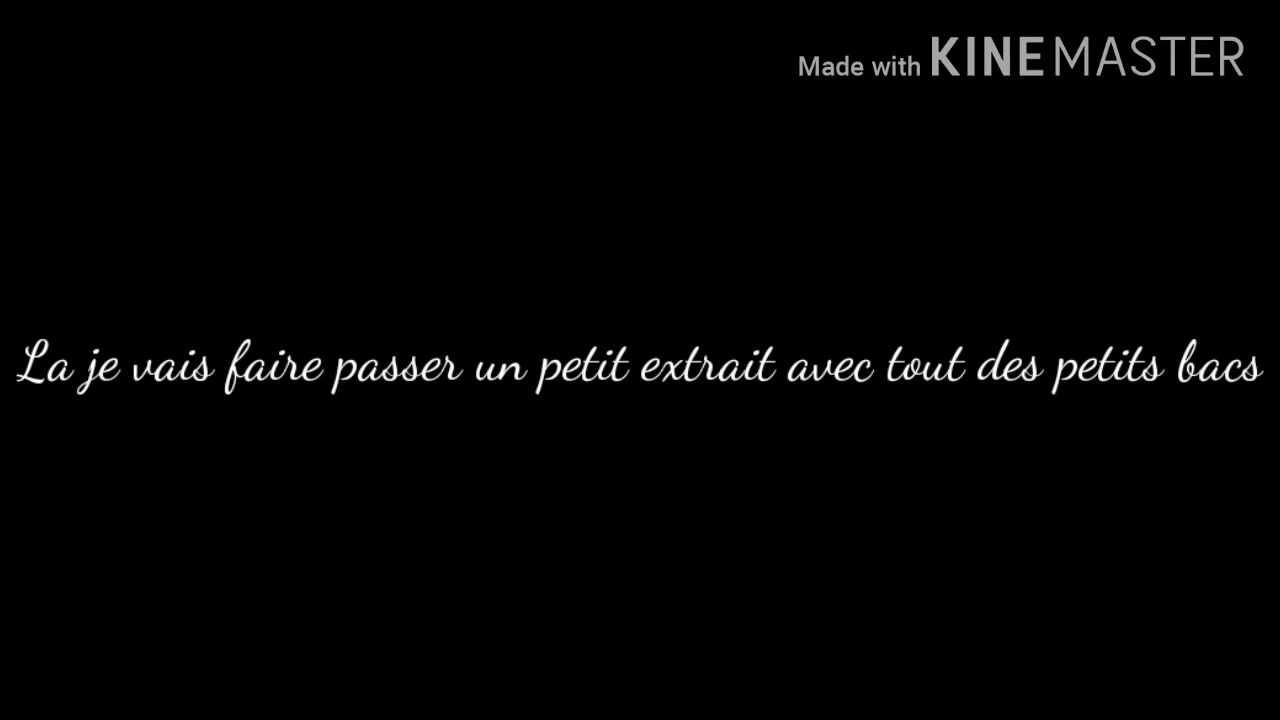 Made with KINEMASTER
La je vais faire passer un petit extrait avec tout des petits bacs